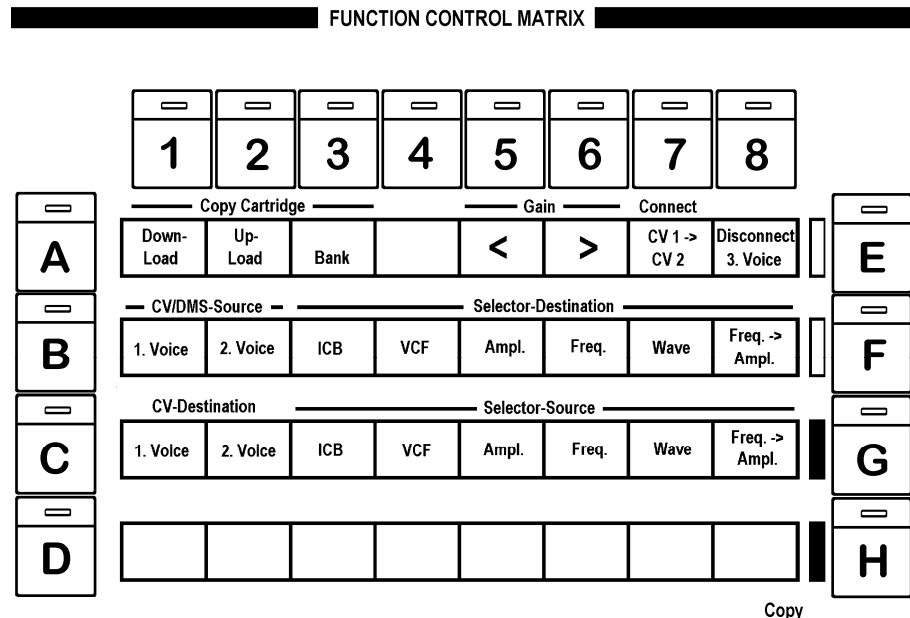 FUNCTION CONTROL MATRIX
1 2 3 4 5 6 7 8
Copy Cartridge Gain Connect
A Down-Load Up-Load Bank < > CV 1 -> CV 2 Disconnect 3. Voice E
CV/DMS-Source Selector-Destination
B 1. Voice 2. Voice ICB VCF Ampl. Freq. Wave Freq. -> Ampl. F
CV-Destination Selector-Source
C 1. Volce 2. Volce ICB VCF Ampl. Freq. Wave Freq. -> Ampl. G
D H
Copy